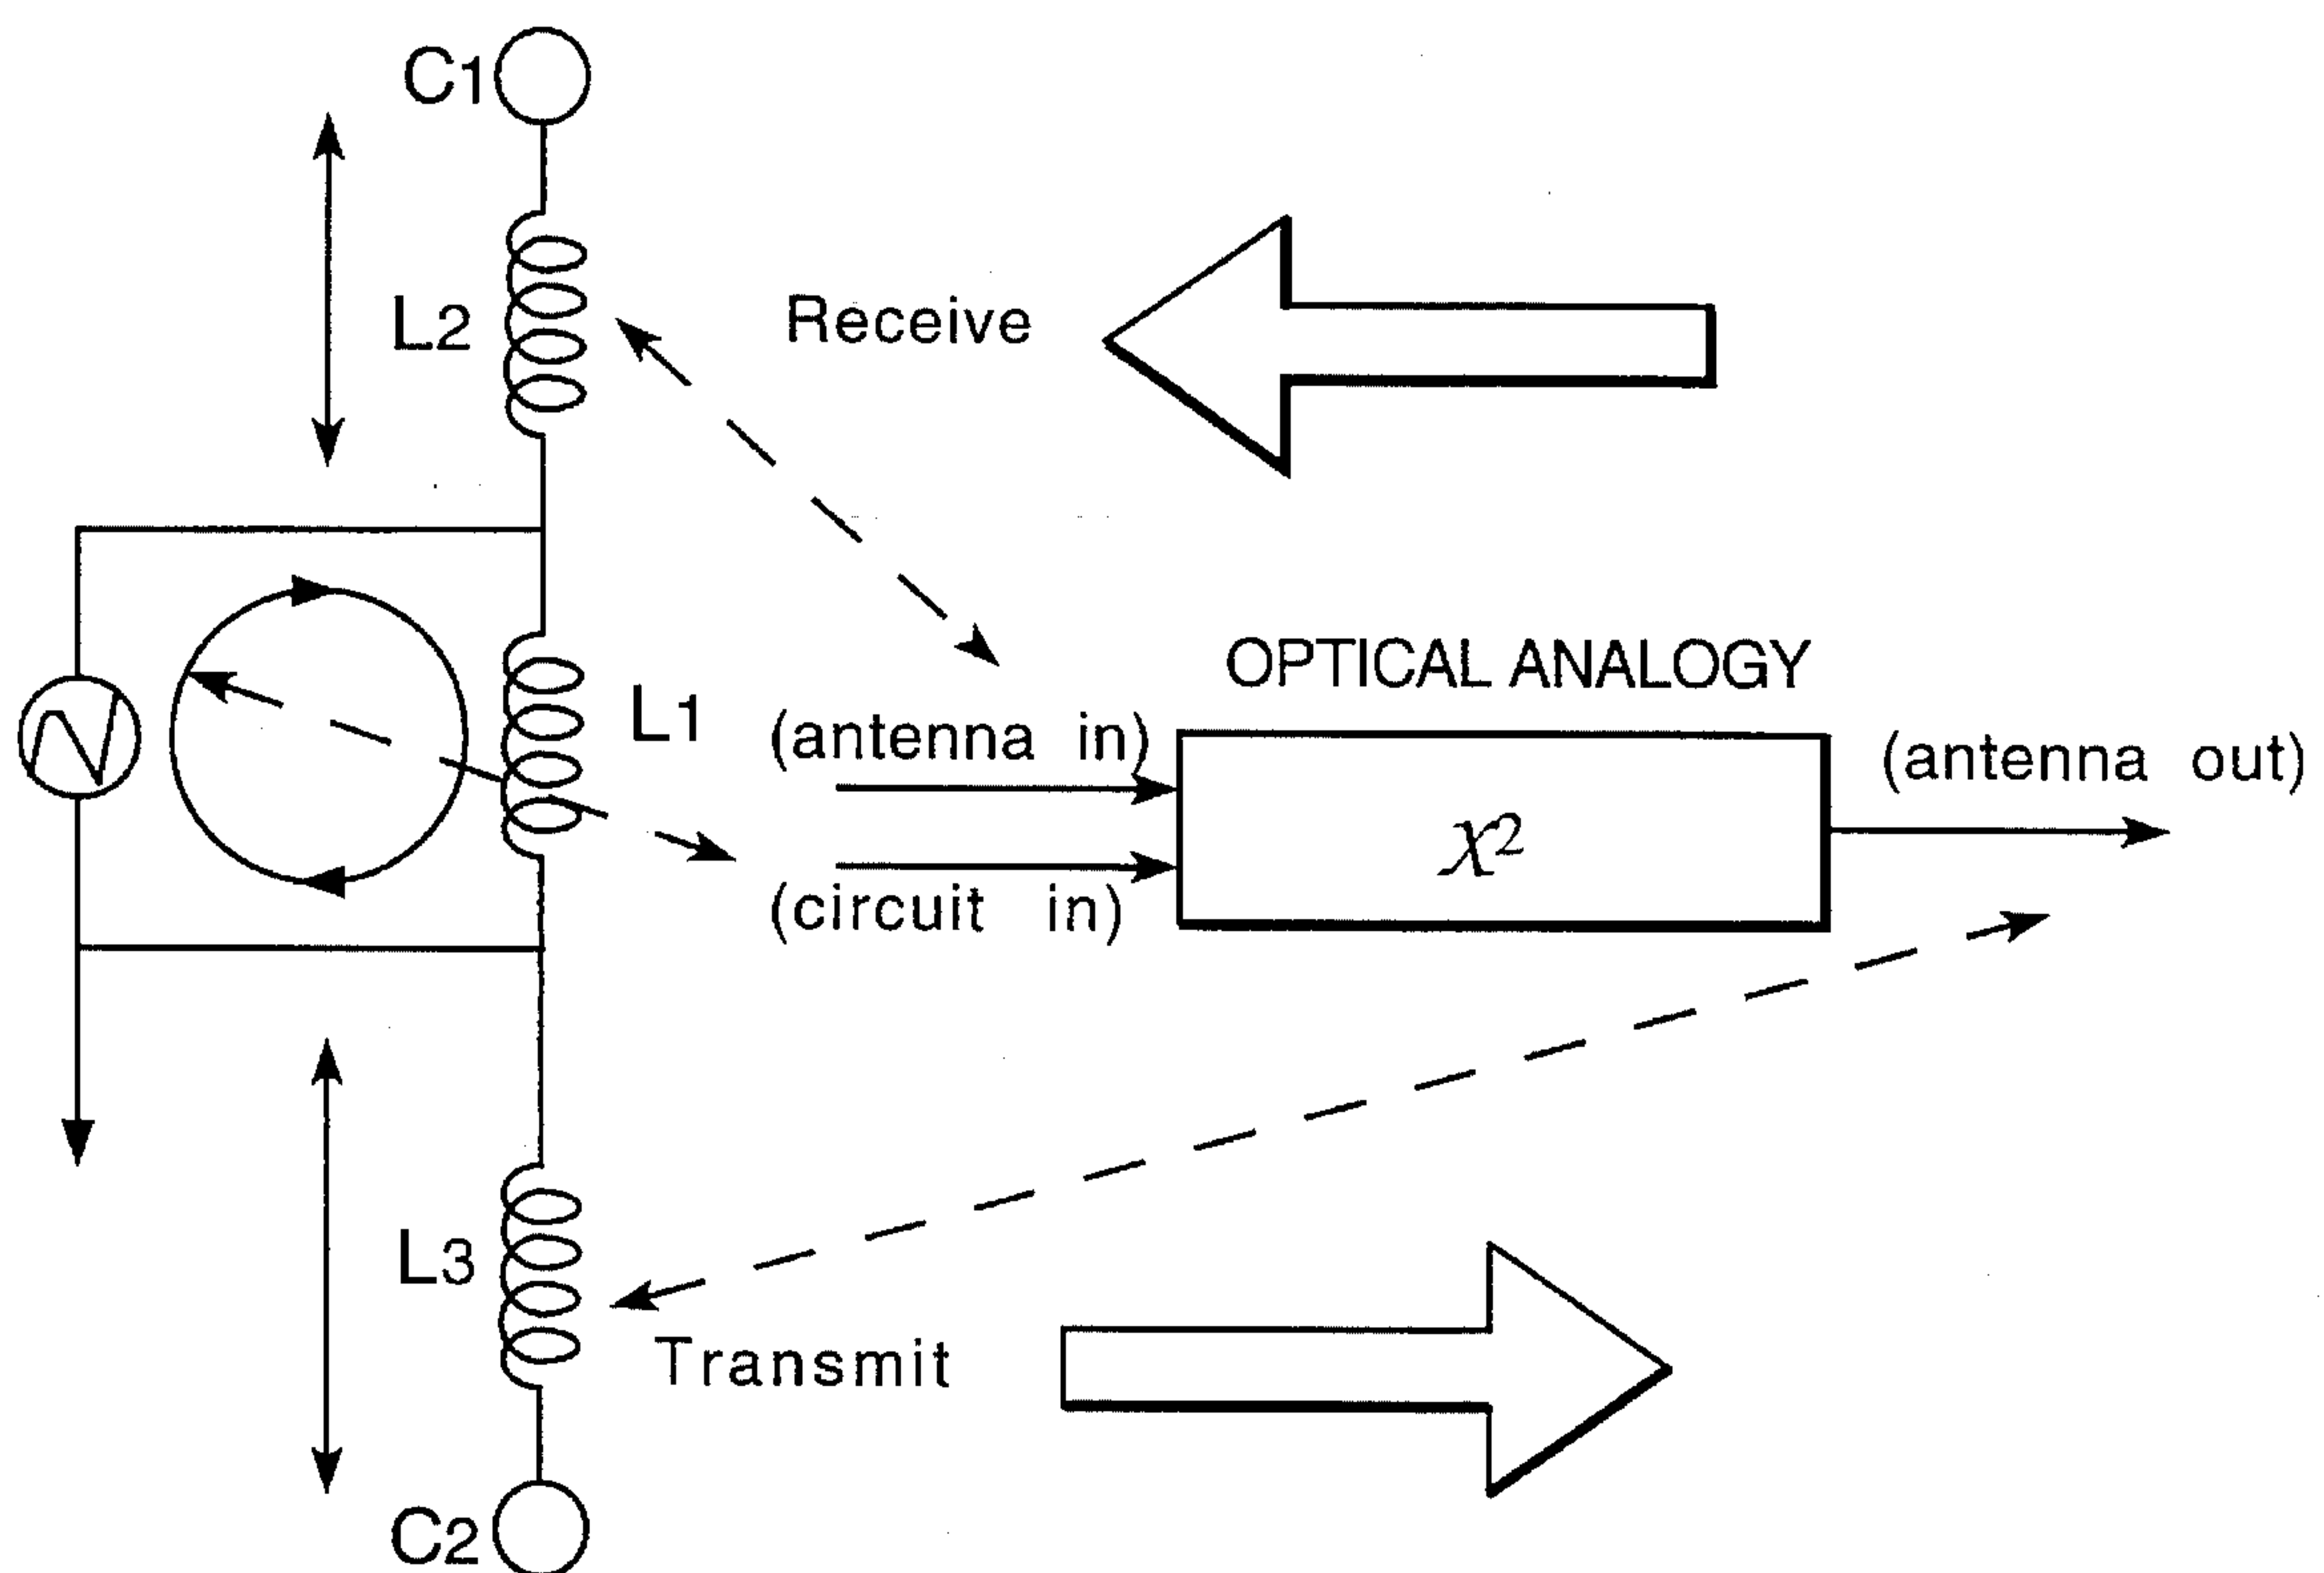 C1
L2
Receive
L1
OPTICAL ANALOGY
(antenna in)
(antenna out)
χ2
(circuit in)
L3
Transmit
C2